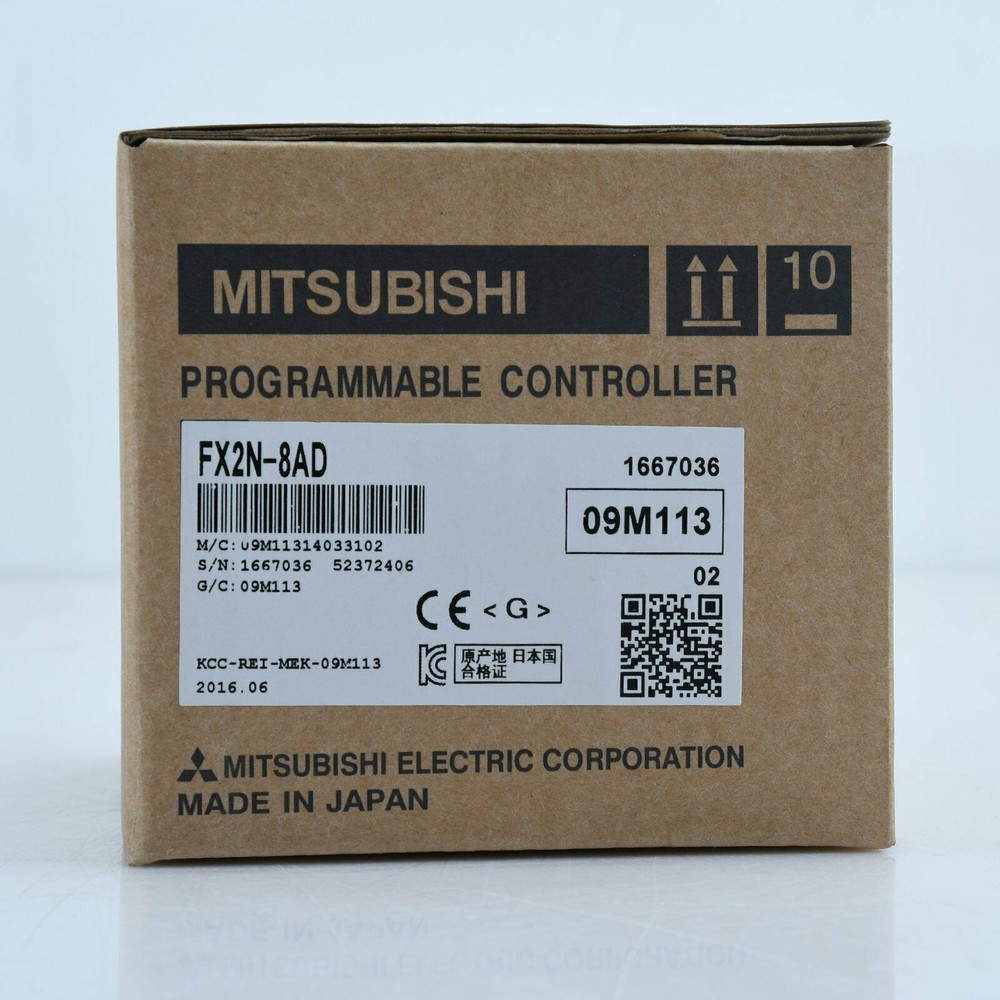 MITSUBISHI
10
PROGRAMMABLE CONTROLLER
FX2N-8AD
1667036
09M113
M/C:09M11314033102
S/N:1667036 52372406
G/C:09M113
02
CE <G>
KCC-REI-MEK-09M113
原产地 日本国
合格证
2016.06
MITSUBISHI ELECTRIC CORPORATION
MADE IN JAPAN